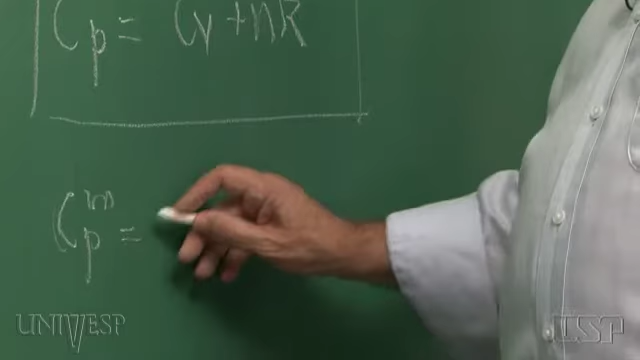 Cp = Cv + nR
Cp^m =
UNIVESP
USP